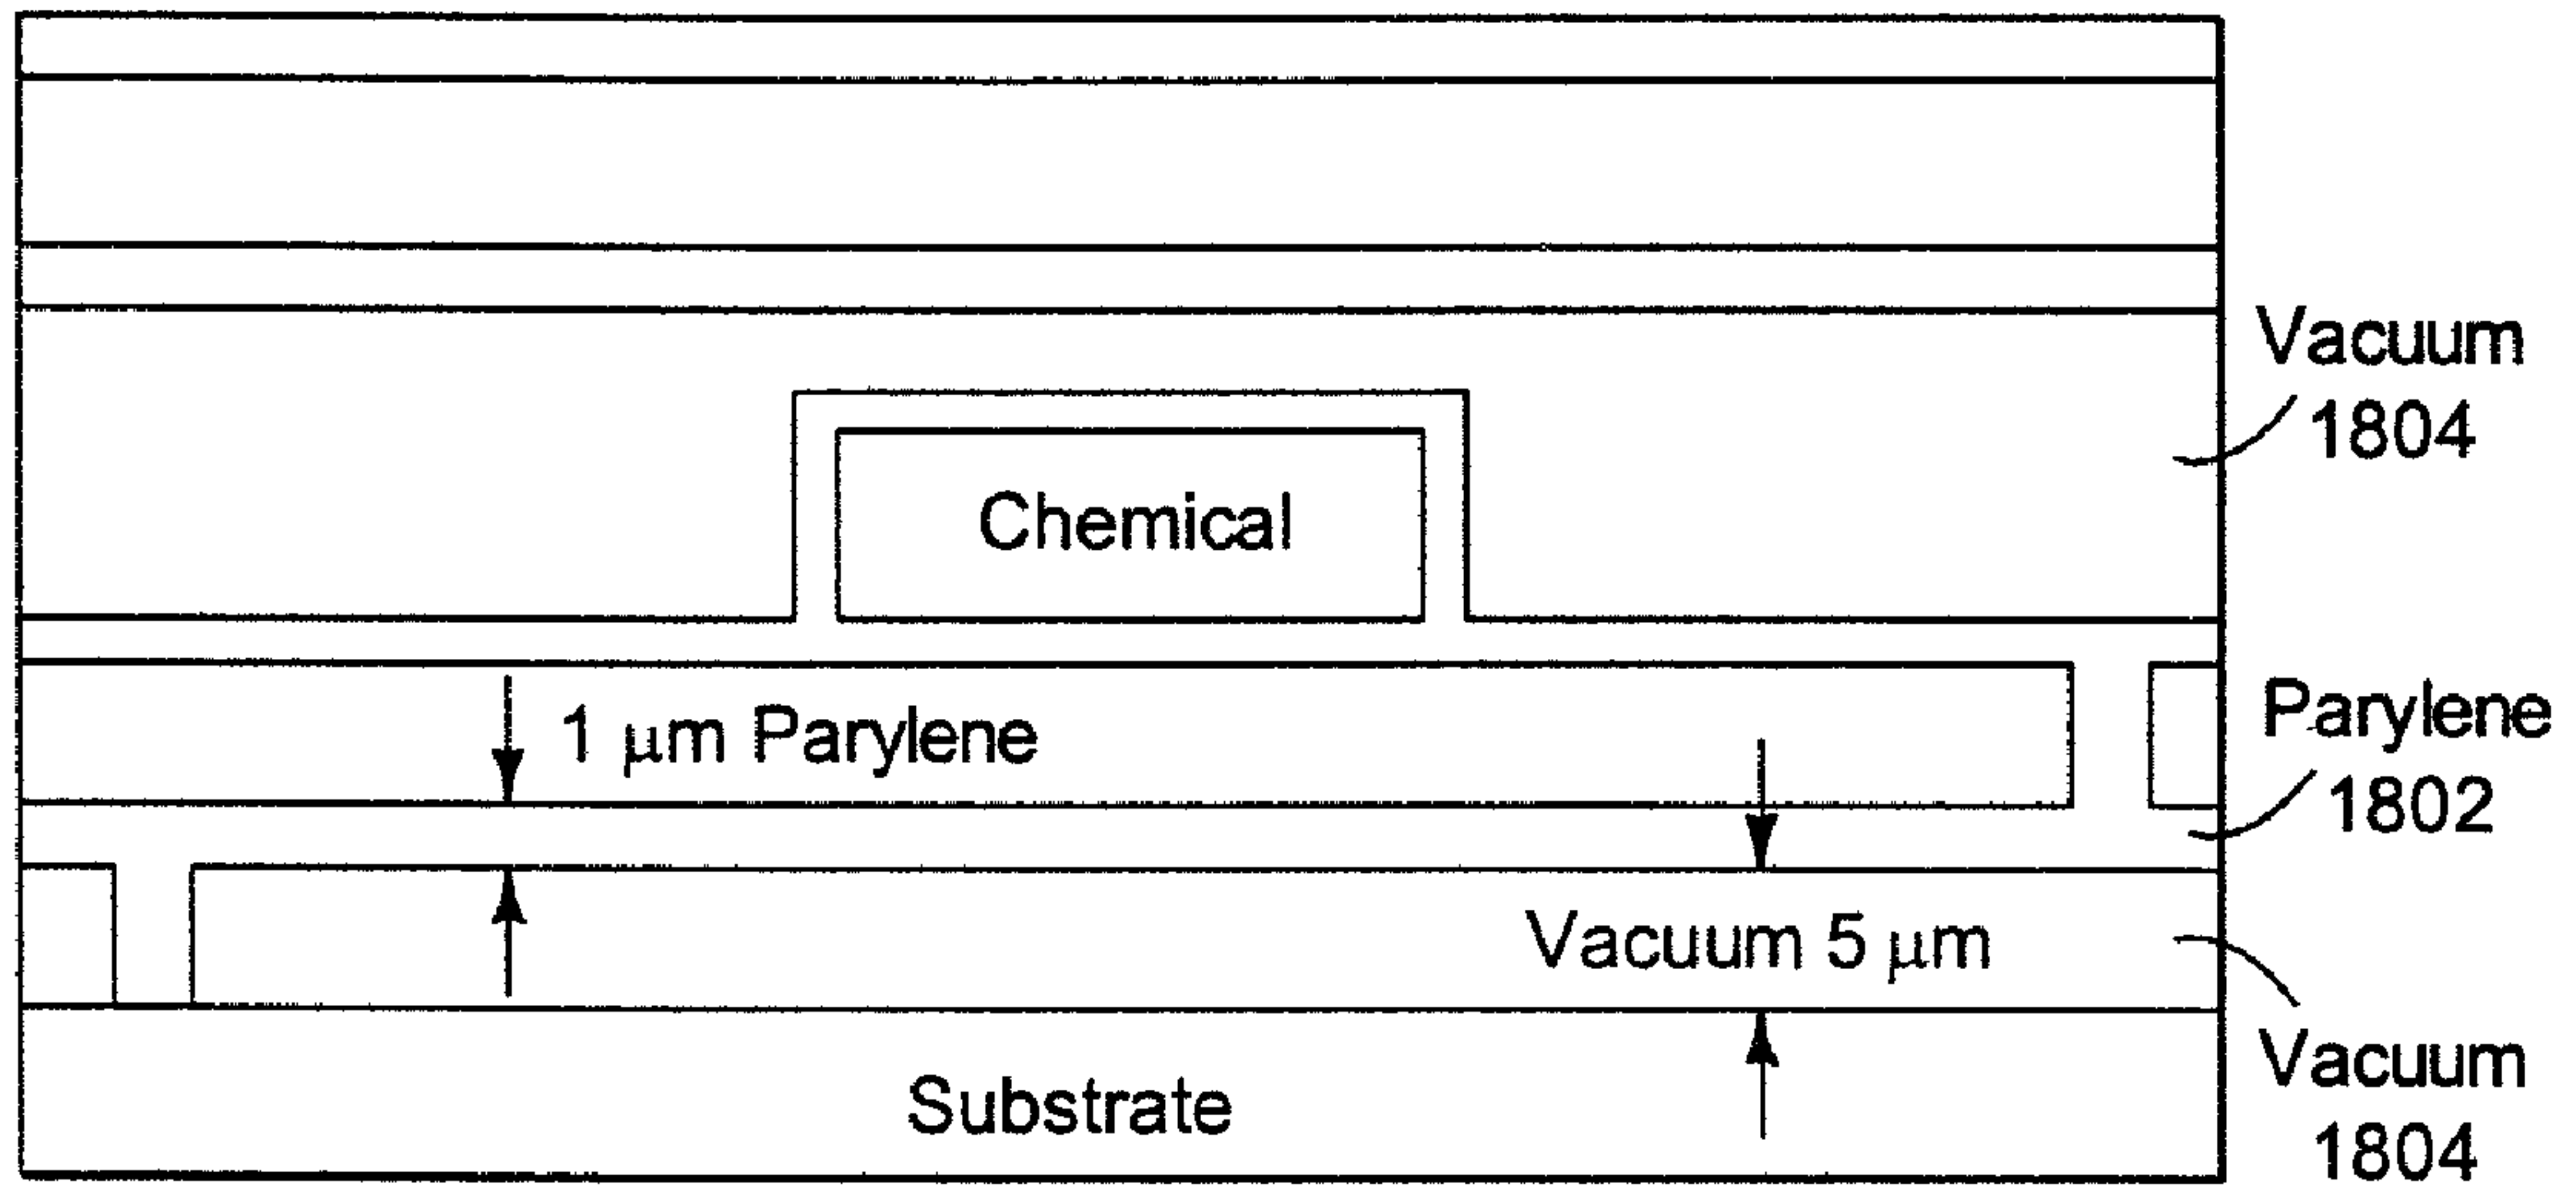 Vacuum
1804
Chemical
1 μm Parylene
Parylene
1802
Vacuum 5 μm
Vacuum
1804
Substrate